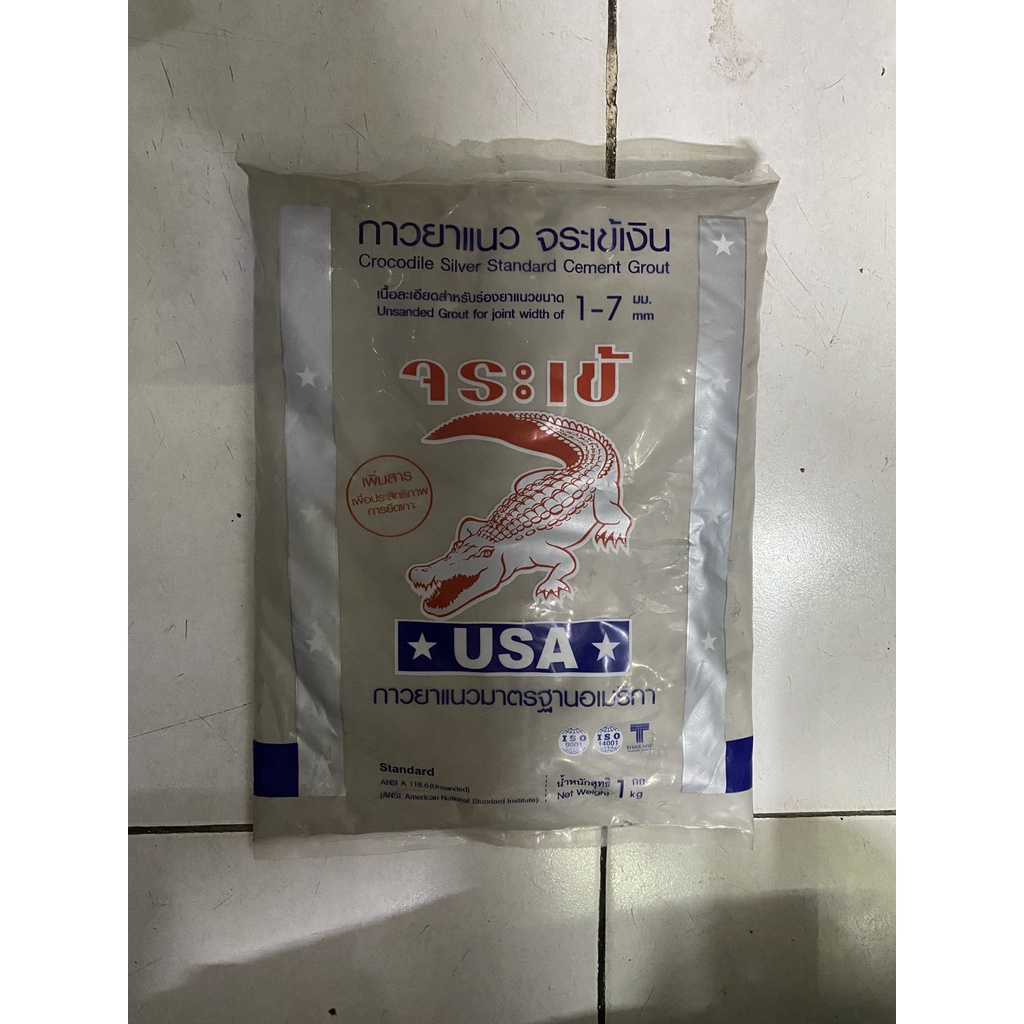 กาวยาแนว จระเข้เงิน
Crocodile Silver Standard Cement Grout
เนื้อละเอียดสำหรับร่องยาแนวขนาด 1-7 มม.
Unsanded Grout for joint width of mm
จระเข้
เพิ่มสาร
เพื่อประสิทธิภาพ
การยึดเกาะ
USA
กาวยาแนวมาตรฐานอเมริกา
ISO 9001 ISO 14001 T THAILAND
Standard
ANSI A 118.6 (Unsanded)
(ANSI: American National Standard Institute)
น้ำหนักสุทธิ 1 กก.
Net Weight kg